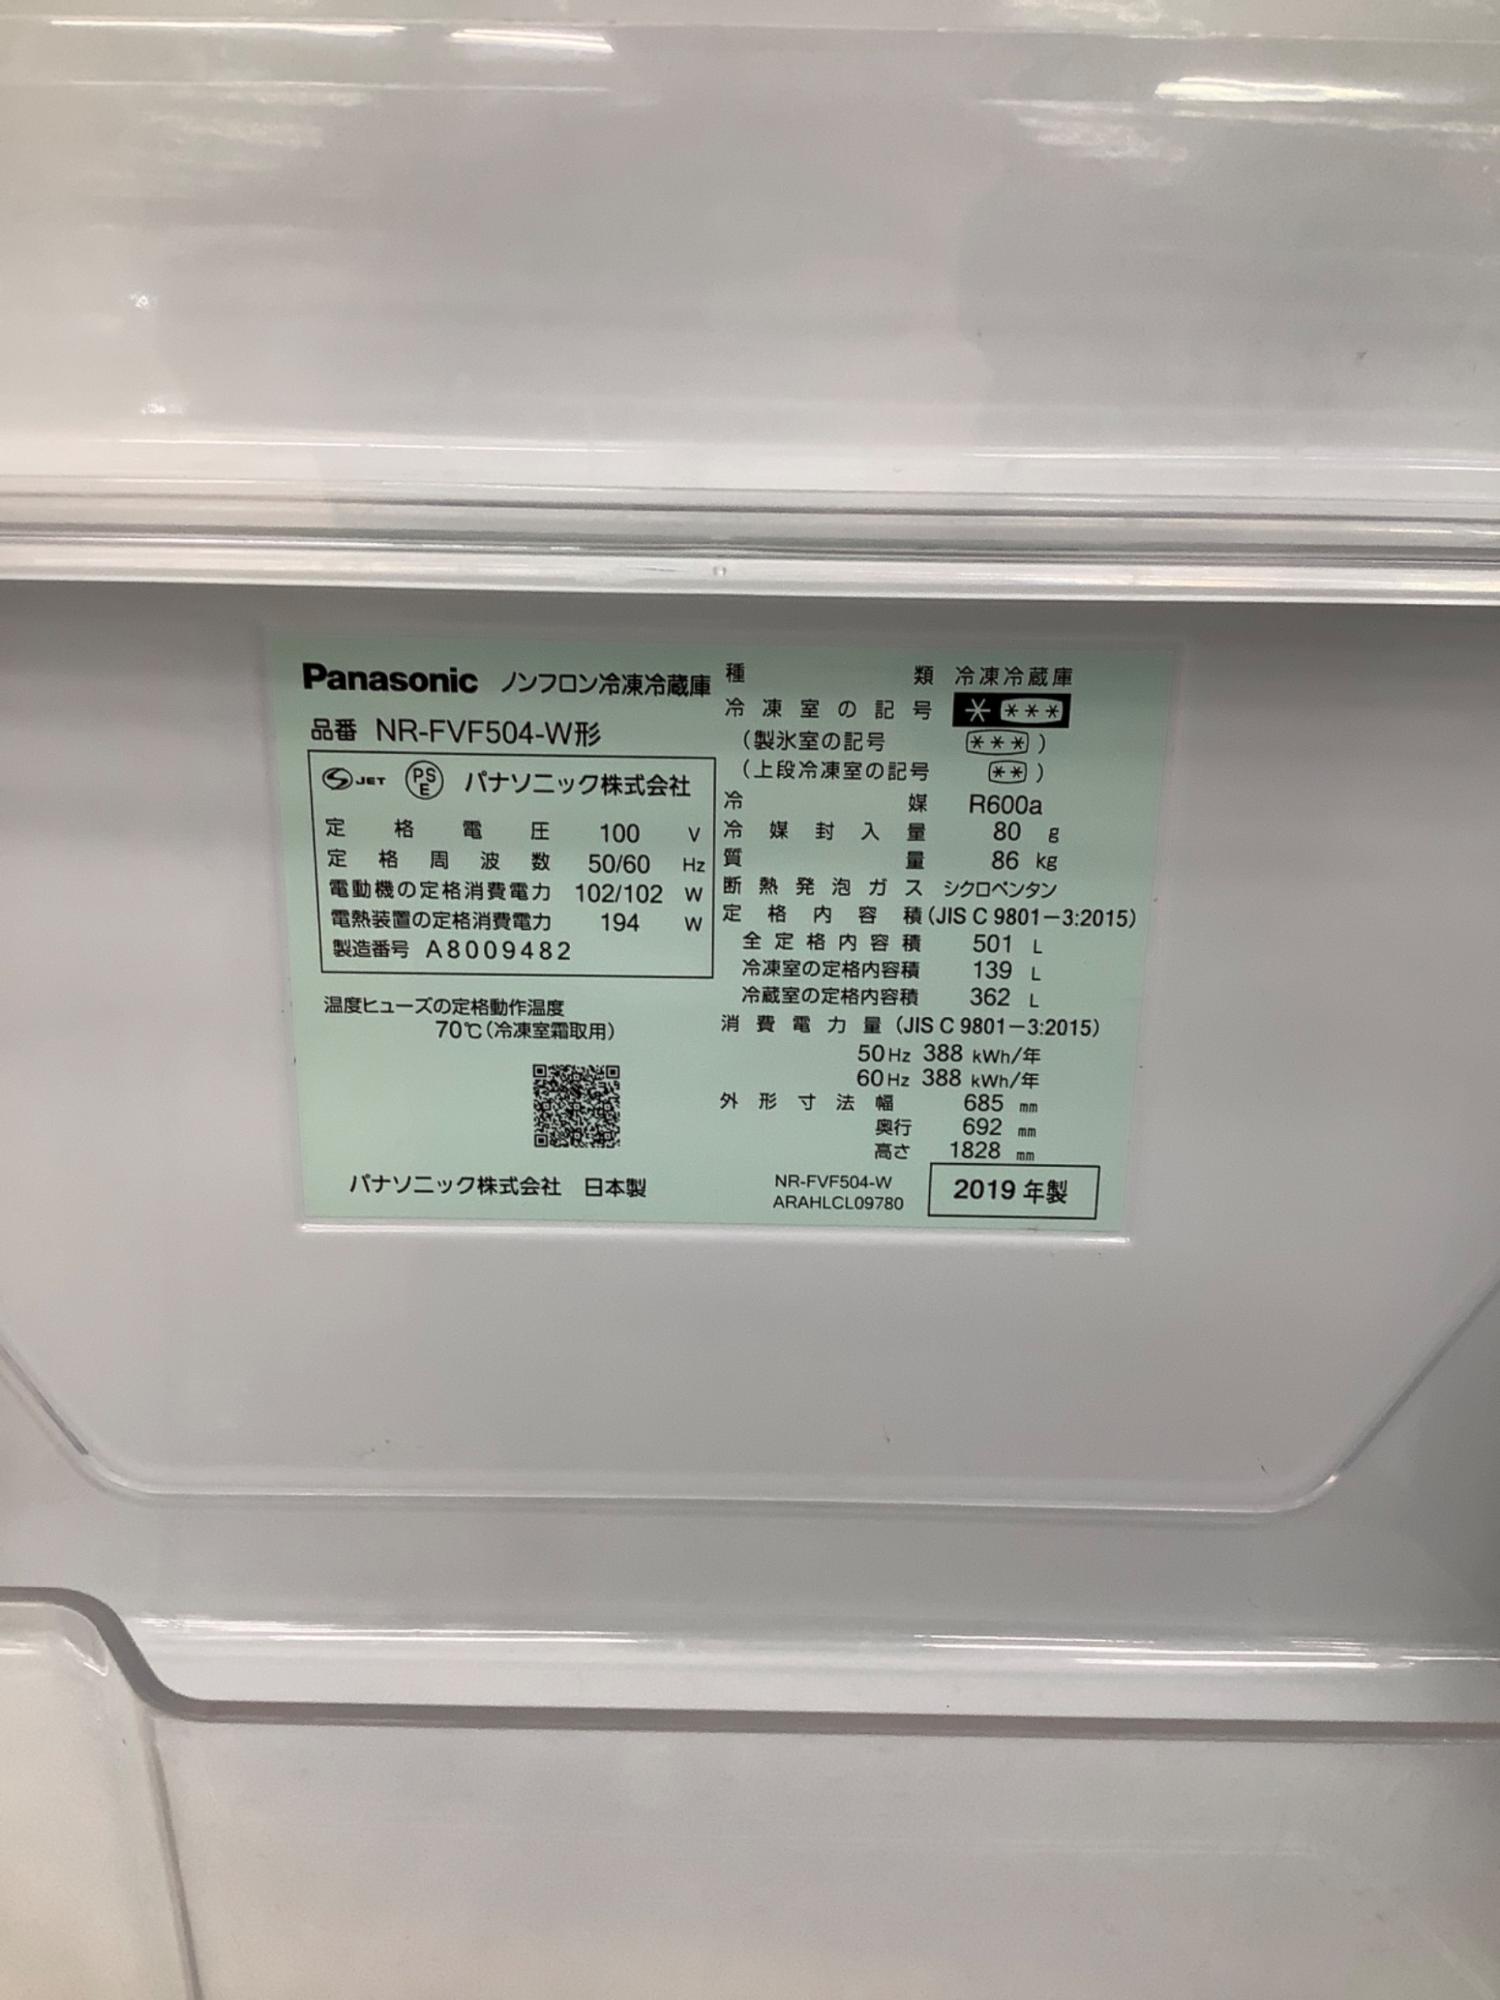 Panasonic ノンフロン冷凍冷蔵庫
品番 NR-FVF504-W形
S JET PSE パナソニック株式会社
定格電圧 100 V
定格周波数 50/60 Hz
電動機の定格消費電力 102/102 W
電熱装置の定格消費電力 194 W
製造番号 A8009482
温度ヒューズの定格動作温度
70℃(冷凍室霜取用)
パナソニック株式会社 日本製
種類 冷凍冷蔵庫
冷凍室の記号 * ***
(製氷室の記号 ***)
(上段冷凍室の記号 **)
冷媒 R600a
冷媒封入量 80 g
質量 86 kg
断熱発泡ガス シクロペンタン
定格内容積(JIS C 9801-3:2015)
全定格内容積 501 L
冷凍室の定格内容積 139 L
冷蔵室の定格内容積 362 L
消費電力量(JIS C 9801-3:2015)
50Hz 388 kWh/年
60Hz 388 kWh/年
外形寸法 幅 685 mm
奥行 692 mm
高さ 1828 mm
NR-FVF504-W
ARAHLCL09780
2019年製